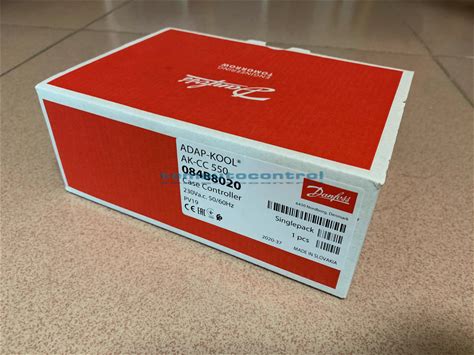 ENGINEERING
TOMORROW
Danfoss
ADAP-KOOL®
AK-CC 550
084B8020
Case Controller
230Va.c. 50/60Hz
PV19
Danfoss
6430 Nordborg, Denmark
Singlepack
1 pcs
2020-37
MADE IN SLOVAKIA